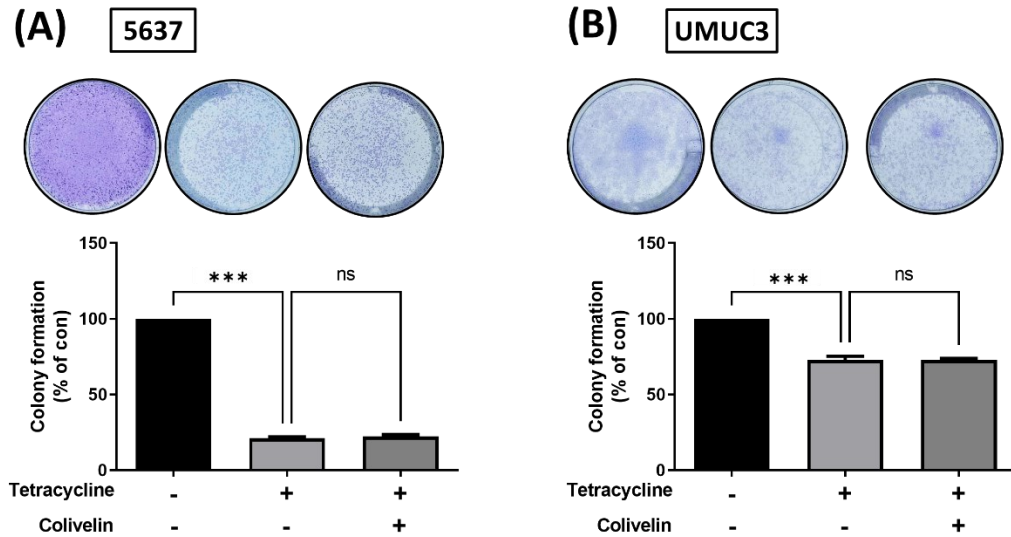 (A) 5637
150
100
50
0
Colony formation
(% of con)
*** ns
Tetracycline - + +
Colivelin - - +
(B) UMUC3
150
100
50
0
Colony formation
(% of con)
*** ns
Tetracycline - + +
Colivelin - - +